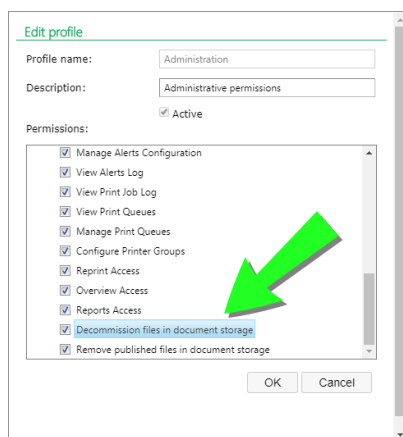 Edit profile
Profile name: Administration
Description: Administrative permissions
Active
Permissions:
Manage Alerts Configuration
View Alerts Log
View Print Job Log
View Print Queues
Manage Print Queues
Configure Printer Groups
Reprint Access
Overview Access
Reports Access
Decommission files in document storage
Remove published files in document storage
OK Cancel